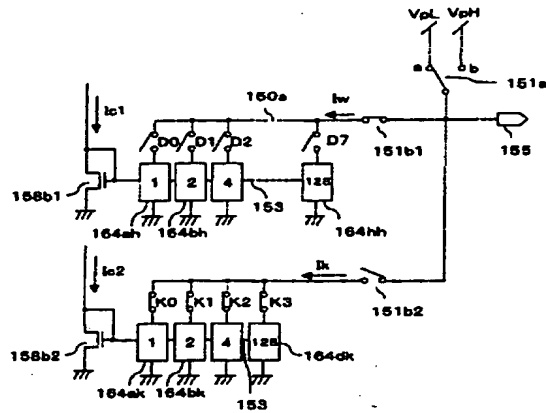 VpL VpH
a b
151a
Ic1
150a
Iw
D0 D1 D2 D7
151b1
155
158b1
1 2 4 128
153
164ah 164bh 164hh
Ic2
Ik
151b2
K0 K1 K2 K3
158b2
1 2 4 128
164dk
164ak 164bk 153